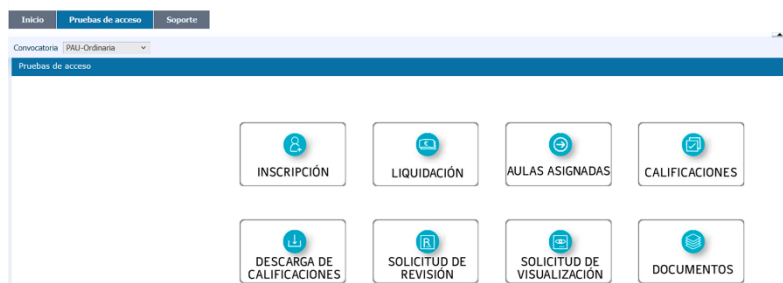 Inicio Pruebas de acceso Soporte
Convocatoria PAU-Ordinaria
Pruebas de acceso
INSCRIPCIÓN LIQUIDACIÓN AULAS ASIGNADAS CALIFICACIONES
DESCARGA DE SOLICITUD DE SOLICITUD DE DOCUMENTOS
CALIFICACIONES REVISIÓN VISUALIZACIÓN